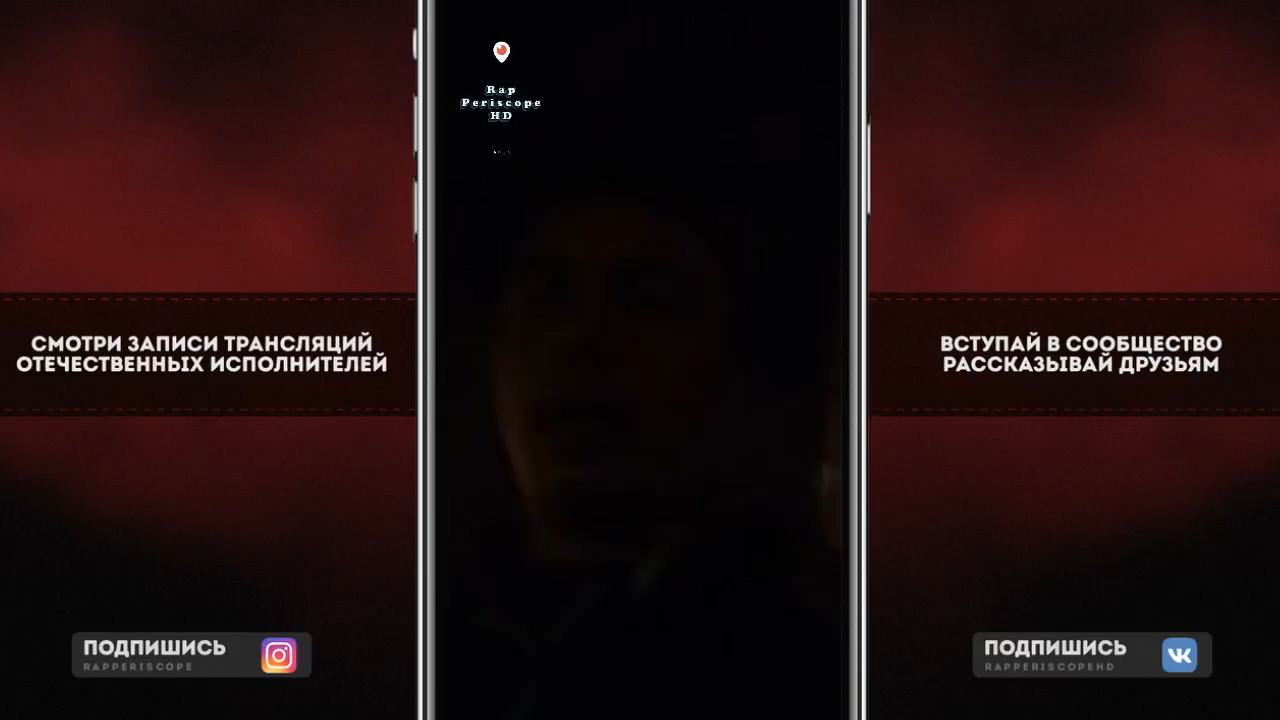 Rap
Periscope
HD
СМОТРИ ЗАПИСИ ТРАНСЛЯЦИЙ
ОТЕЧЕСТВЕННЫХ ИСПОЛНИТЕЛЕЙ
ВСТУПАЙ В СООБЩЕСТВО
РАССКАЗЫВАЙ ДРУЗЬЯМ
ПОДПИШИСЬ
RAPPERISCOPE
ПОДПИШИСЬ
RAPPERISCOPEHD